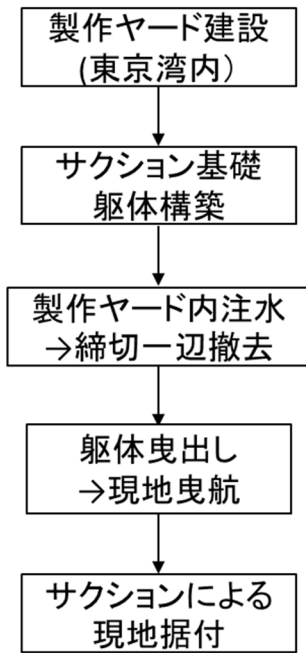 製作ヤード建設
(東京湾内）
サクション基礎
躯体構築
製作ヤード内注水
→締切一辺撤去
躯体曳出し
→現地曳航
サクションによる
現地据付